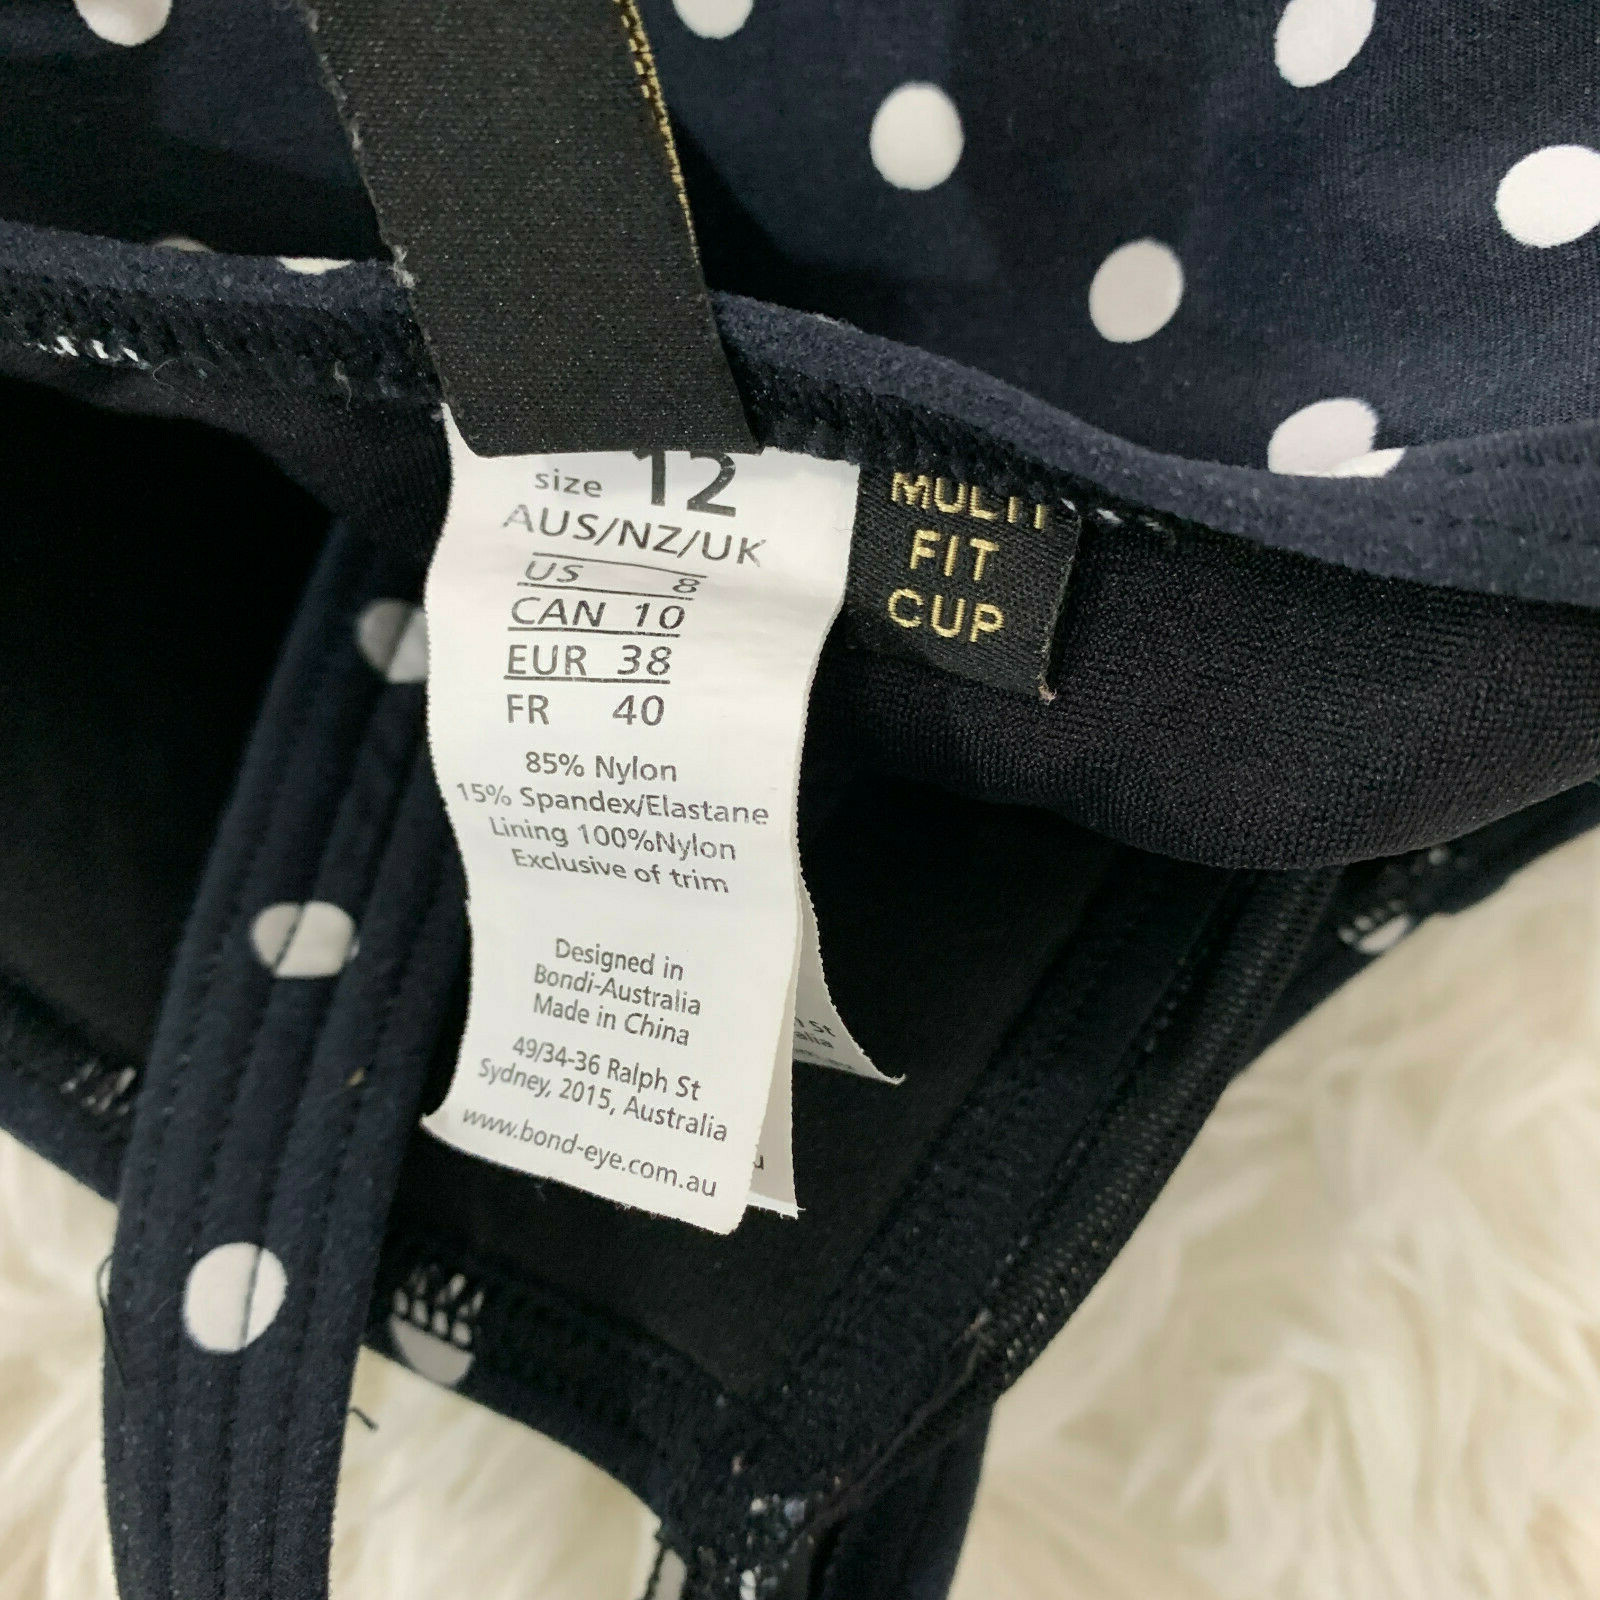 size 12
AUS/NZ/UK
US 8
CAN 10
EUR 38
FR 40
85% Nylon
15% Spandex/Elastane
Lining 100%Nylon
Exclusive of trim
Designed in
Bondi-Australia
Made in China
49/34-36 Ralph St
Sydney, 2015, Australia
www.bond-eye.com.au
MULTI
FIT
CUP
St